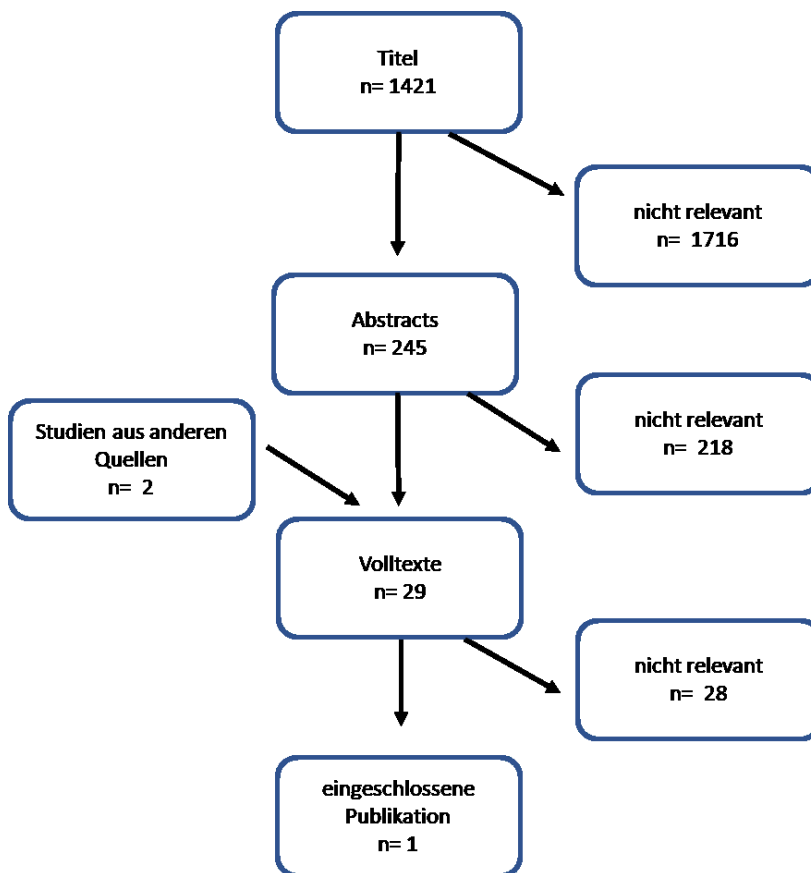 Titel
n= 1421
nicht relevant
n= 1716
Abstracts
n= 245
nicht relevant
n= 218
Studien aus anderen
Quellen
n= 2
Volltexte
n= 29
nicht relevant
n= 28
eingeschlossene
Publikation
n= 1